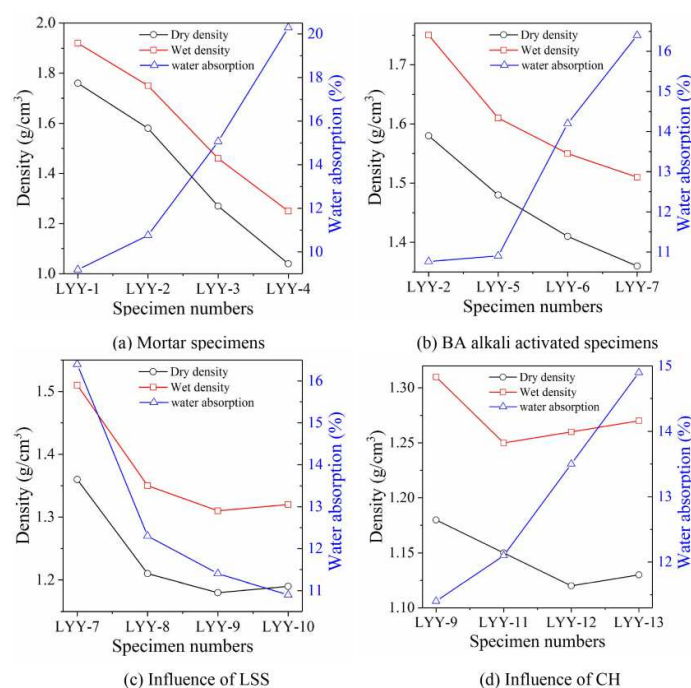 2.0
1.8
1.6
1.4
1.2
1.0
Density (g/cm³)
Dry density
Wet density
water absorption
20
18
16
14
12
10
Water absorption (%)
LYY-1 LYY-2 LYY-3 LYY-4
Specimen numbers
(a) Mortar specimens
1.7
1.6
1.5
1.4
Density (g/cm³)
Dry density
Wet density
water absorption
16
15
14
13
12
11
Water absorption (%)
LYY-2 LYY-5 LYY-6 LYY-7
Specimen numbers
(b) BA alkali activated specimens
1.5
1.4
1.3
1.2
Density (g/cm³)
Dry density
Wet density
water absorption
16
15
14
13
12
11
Water absorption (%)
LYY-7 LYY-8 LYY-9 LYY-10
Specimen numbers
(c) Influence of LSS
1.30
1.25
1.20
1.15
1.10
Density (g/cm³)
Dry density
Wet density
water absorption
15
14
13
12
Water absorption (%)
LYY-9 LYY-11 LYY-12 LYY-13
Specimen numbers
(d) Influence of CH